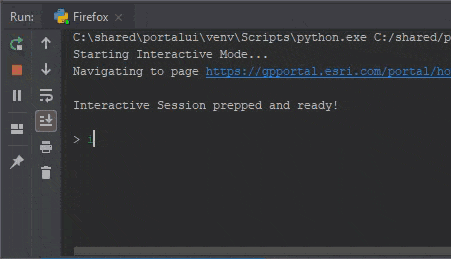 Run: Firefox
C:\shared\portalui\venv\Scripts\python.exe C:/shared/p
Starting Interactive Mode...
Navigating to page https://gpportal.esri.com/portal/ho
Interactive Session prepped and ready!
> i